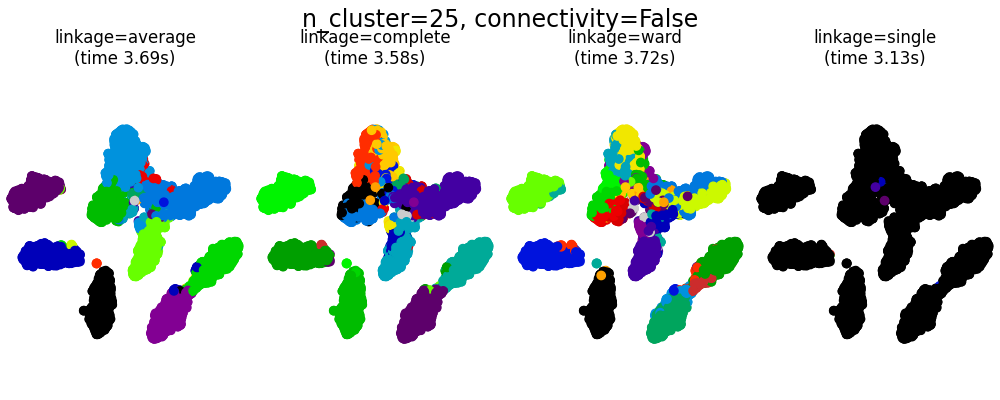 n_cluster=25, connectivity=False
linkage=average
(time 3.69s)
linkage=complete
(time 3.58s)
linkage=ward
(time 3.72s)
linkage=single
(time 3.13s)